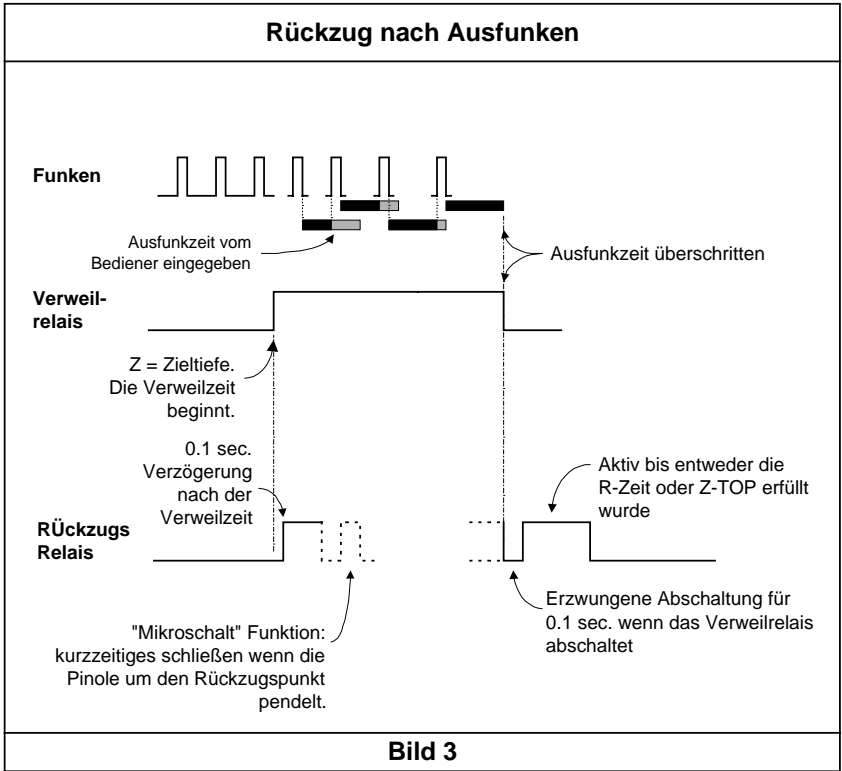 Rückzug nach Ausfunken
Funken
Ausfunkzeit vom
Bediener eingegeben
Ausfunkzeit überschritten
Verweil-
relais
Z = Zieltiefe.
Die Verweilzeit
beginnt.
0.1 sec.
Verzögerung
nach der
Verweilzeit
Aktiv bis entweder die
R-Zeit oder Z-TOP erfüllt
wurde
RÜckzugs
Relais
Erzwungene Abschaltung für
0.1 sec. wenn das Verweilrelais
abschaltet
"Mikroschalt" Funktion:
kurzzeitiges schließen wenn die
Pinole um den Rückzugspunkt
pendelt.
Bild 3